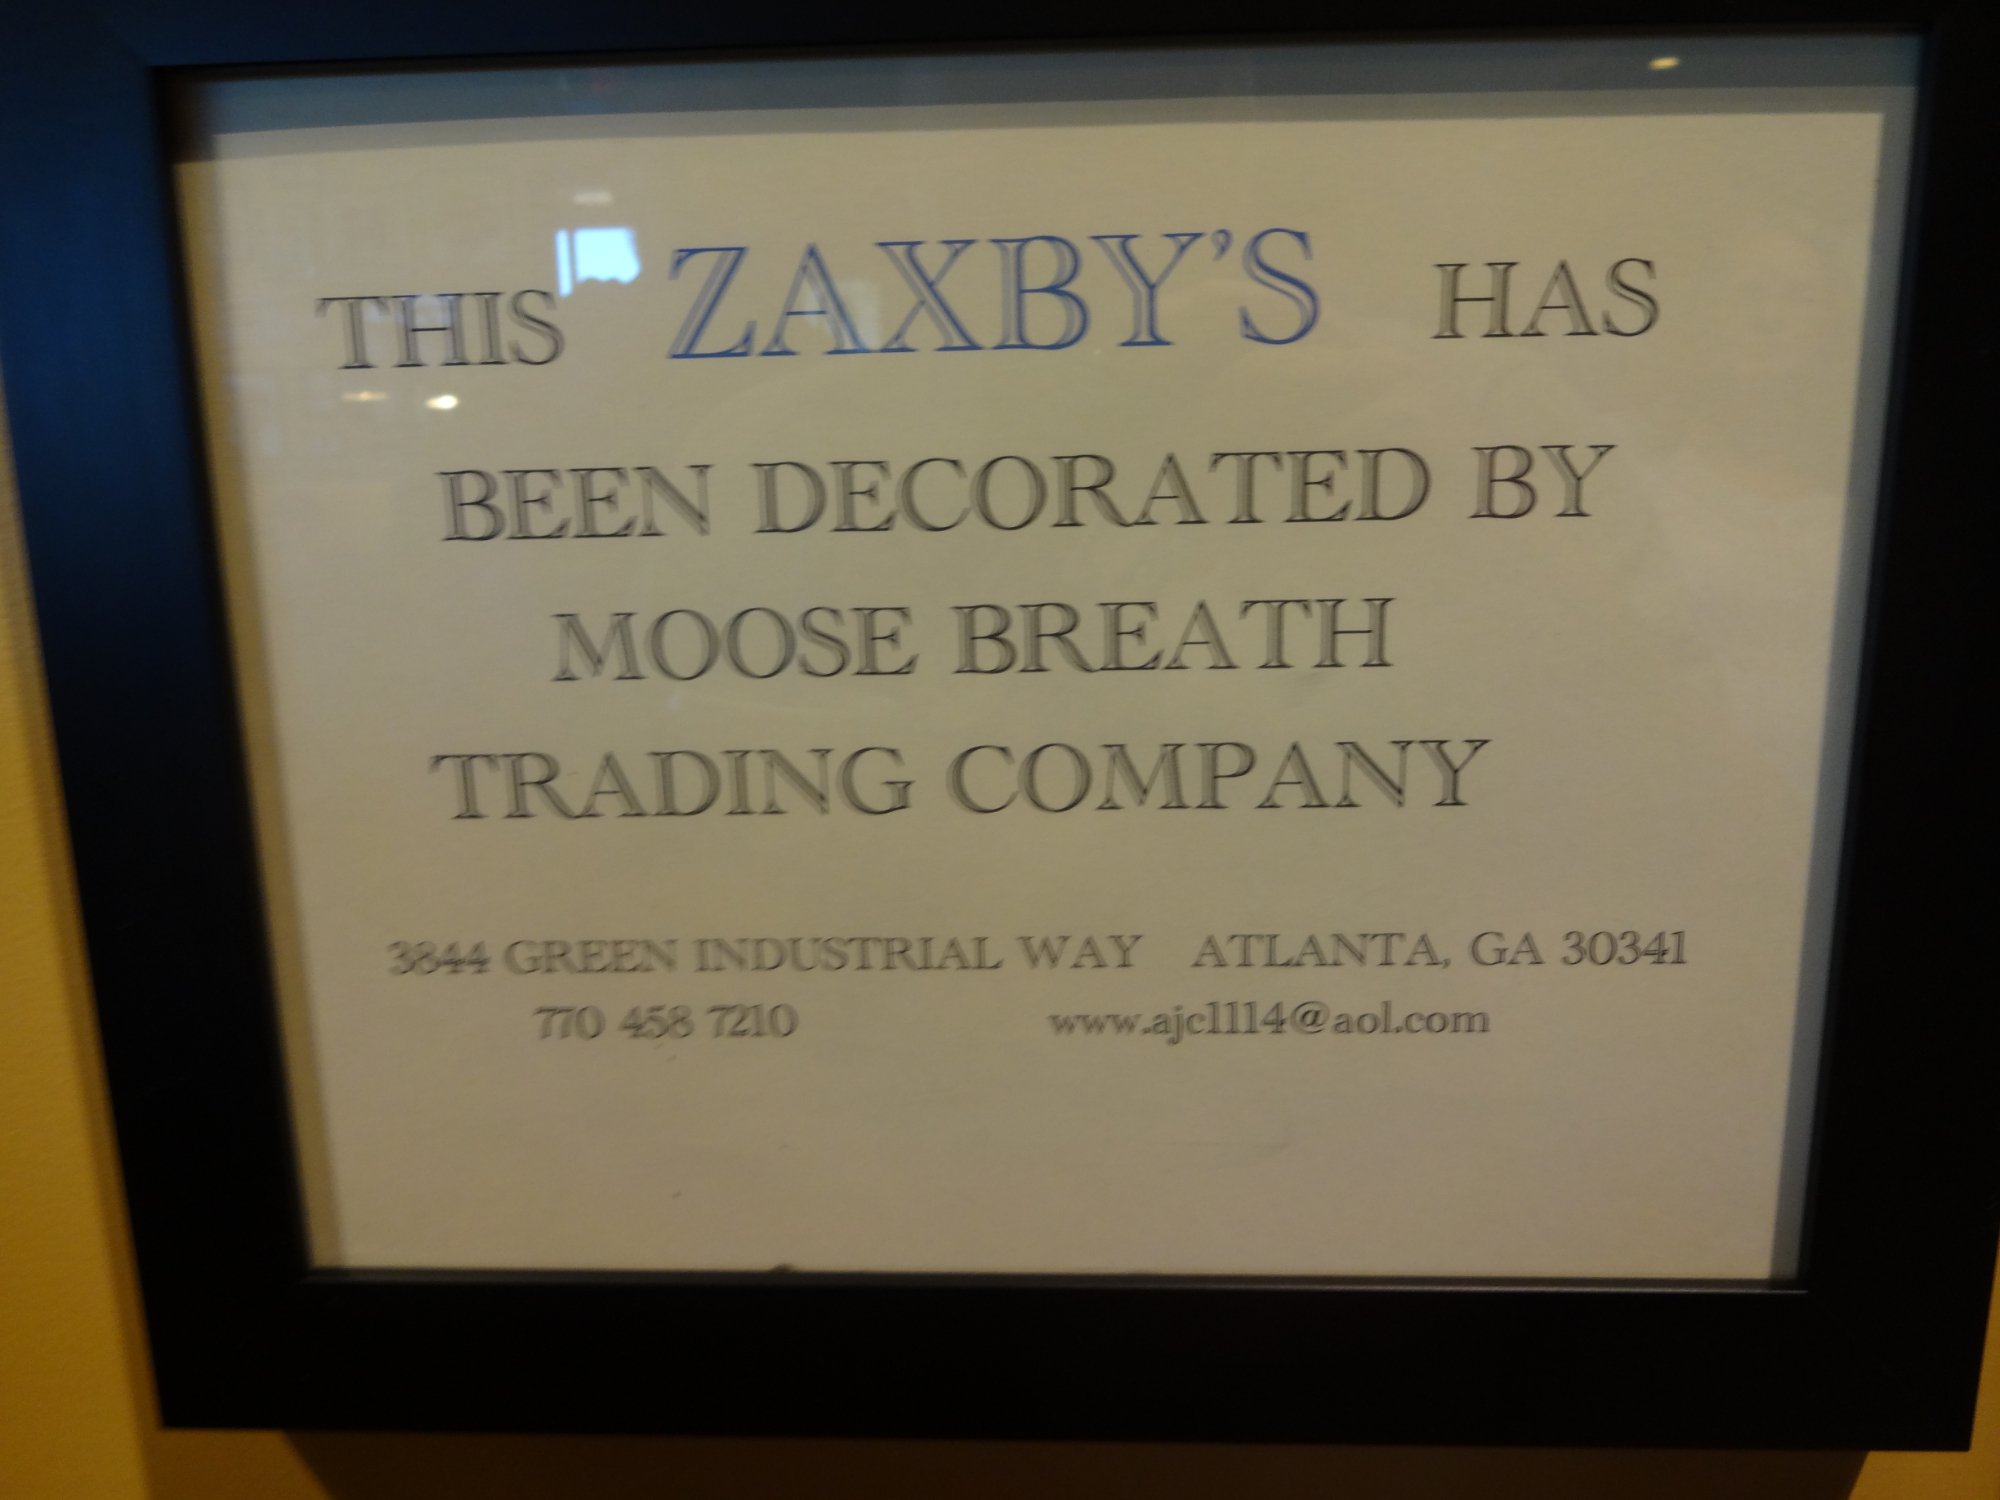 THIS ZAXBY'S HAS
BEEN DECORATED BY
MOOSE BREATH
TRADING COMPANY
3844 GREEN INDUSTRIAL WAY ATLANTA, GA 30341
770 458 7210 www.ajc1114@aol.com